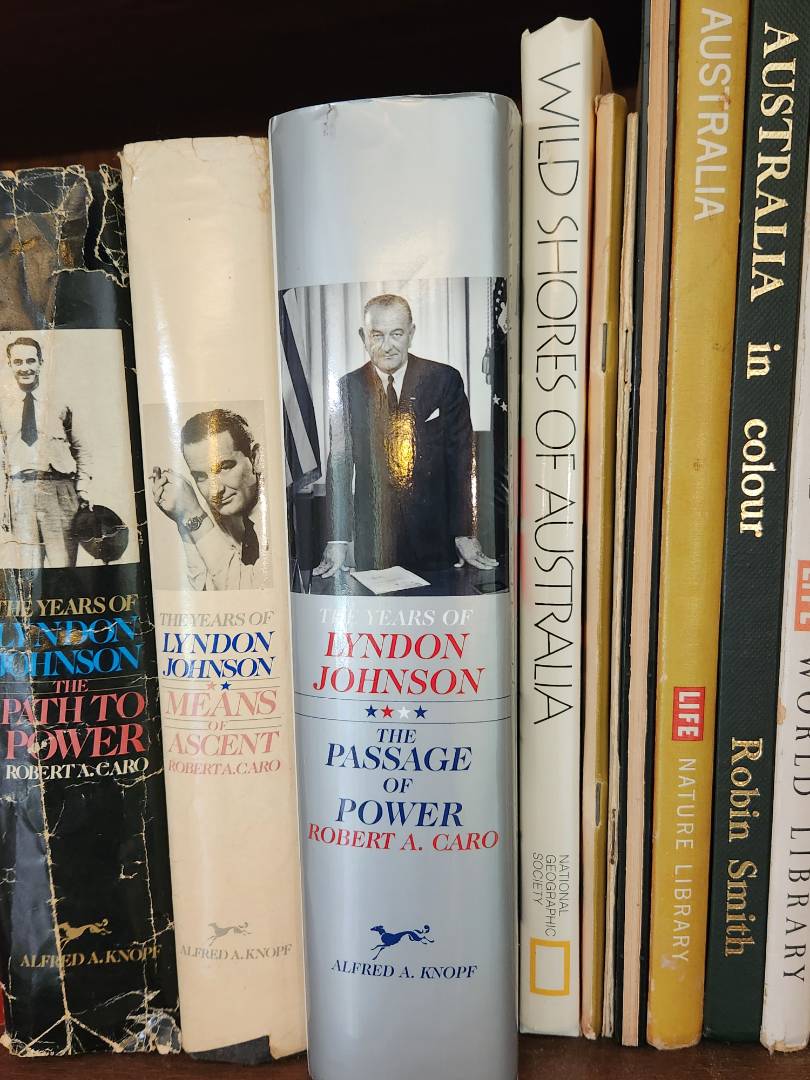 THE YEARS OF
LYNDON
JOHNSON
THE
PATH TO
POWER
ROBERT A. CARO
ALFRED A. KNOPF
THE YEARS OF
LYNDON
JOHNSON
MEANS
OF
ASCENT
ROBERT A. CARO
ALFRED A. KNOPF
THE YEARS OF
LYNDON
JOHNSON
THE
PASSAGE
OF
POWER
ROBERT A. CARO
ALFRED A. KNOPF
WILD SHORES OF AUSTRALIA
NATIONAL
GEOGRAPHIC
SOCIETY
AUSTRALIA
LIFE NATURE LIBRARY
AUSTRALIA in colour
Robin Smith
LIFE WORLD LIBRARY